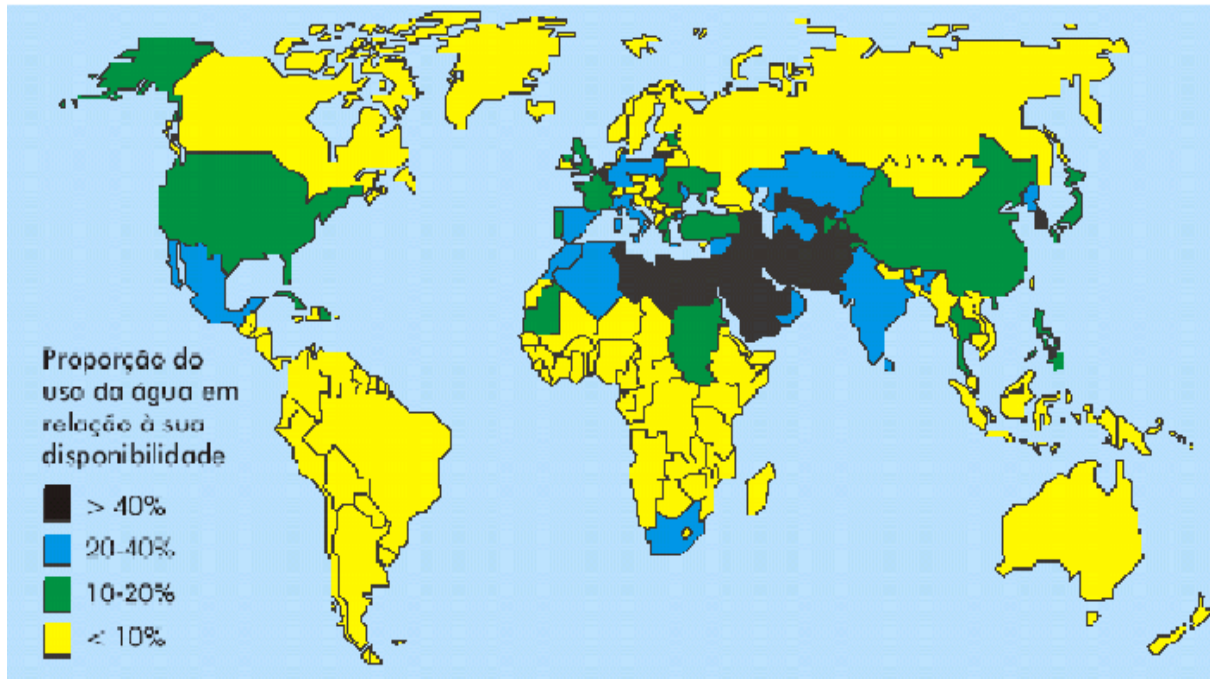 Proporção do
uso da água em
relação à sua
disponibilidade
> 40%
20-40%
10-20%
< 10%